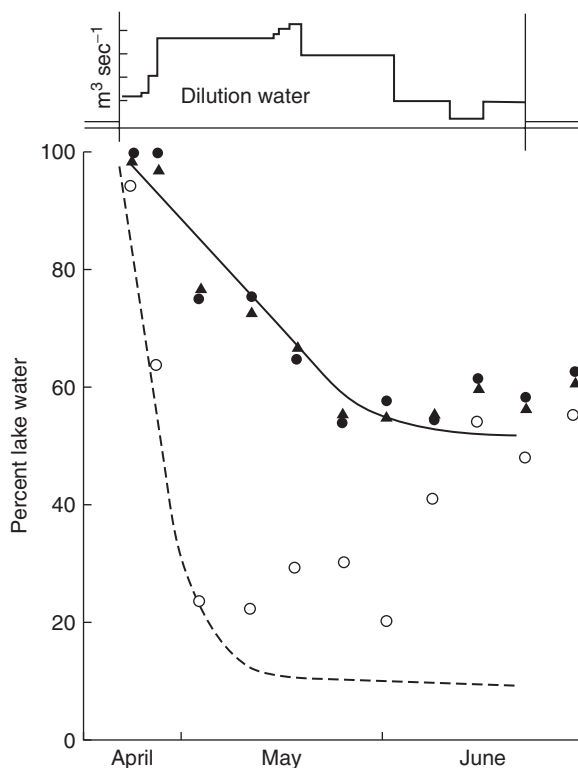 m³ sec⁻¹
Dilution water
Percent lake water
100
80
60
40
20
0
April
May
June